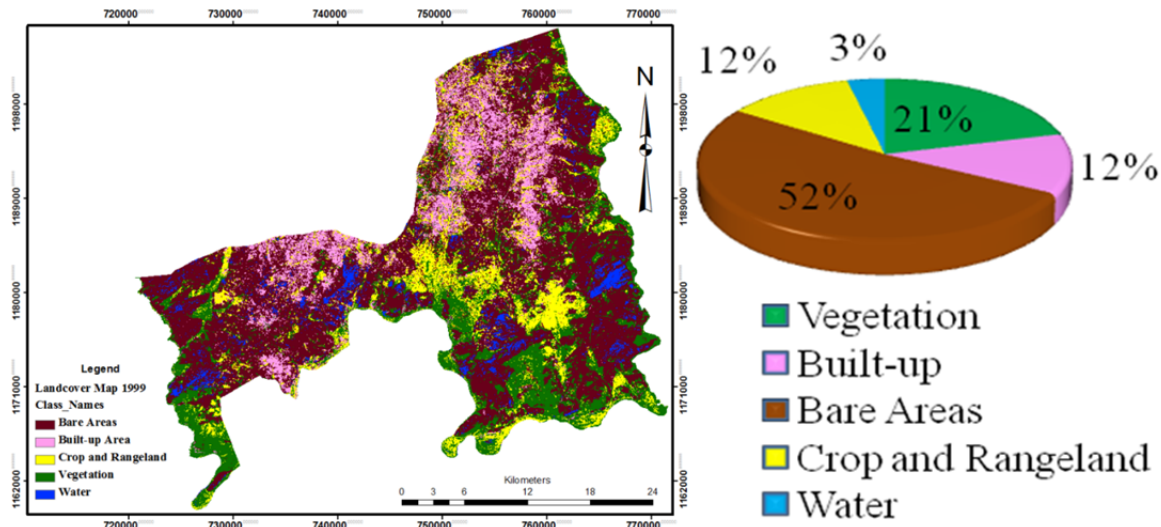 720000 730000 740000 750000 760000 770000
1198000 1198000
1189000 1189000
1180000 1180000
1171000 1171000
1162000 1162000
N
Legend
Landcover Map 1999
Class_Names
Bare Areas
Built-up Area
Crop and Rangeland
Vegetation
Water
Kilometers
0 3 6 12 18 24
720000 730000 740000 750000 760000 770000
12%
3%
21%
12%
52%
Vegetation
Built-up
Bare Areas
Crop and Rangeland
Water